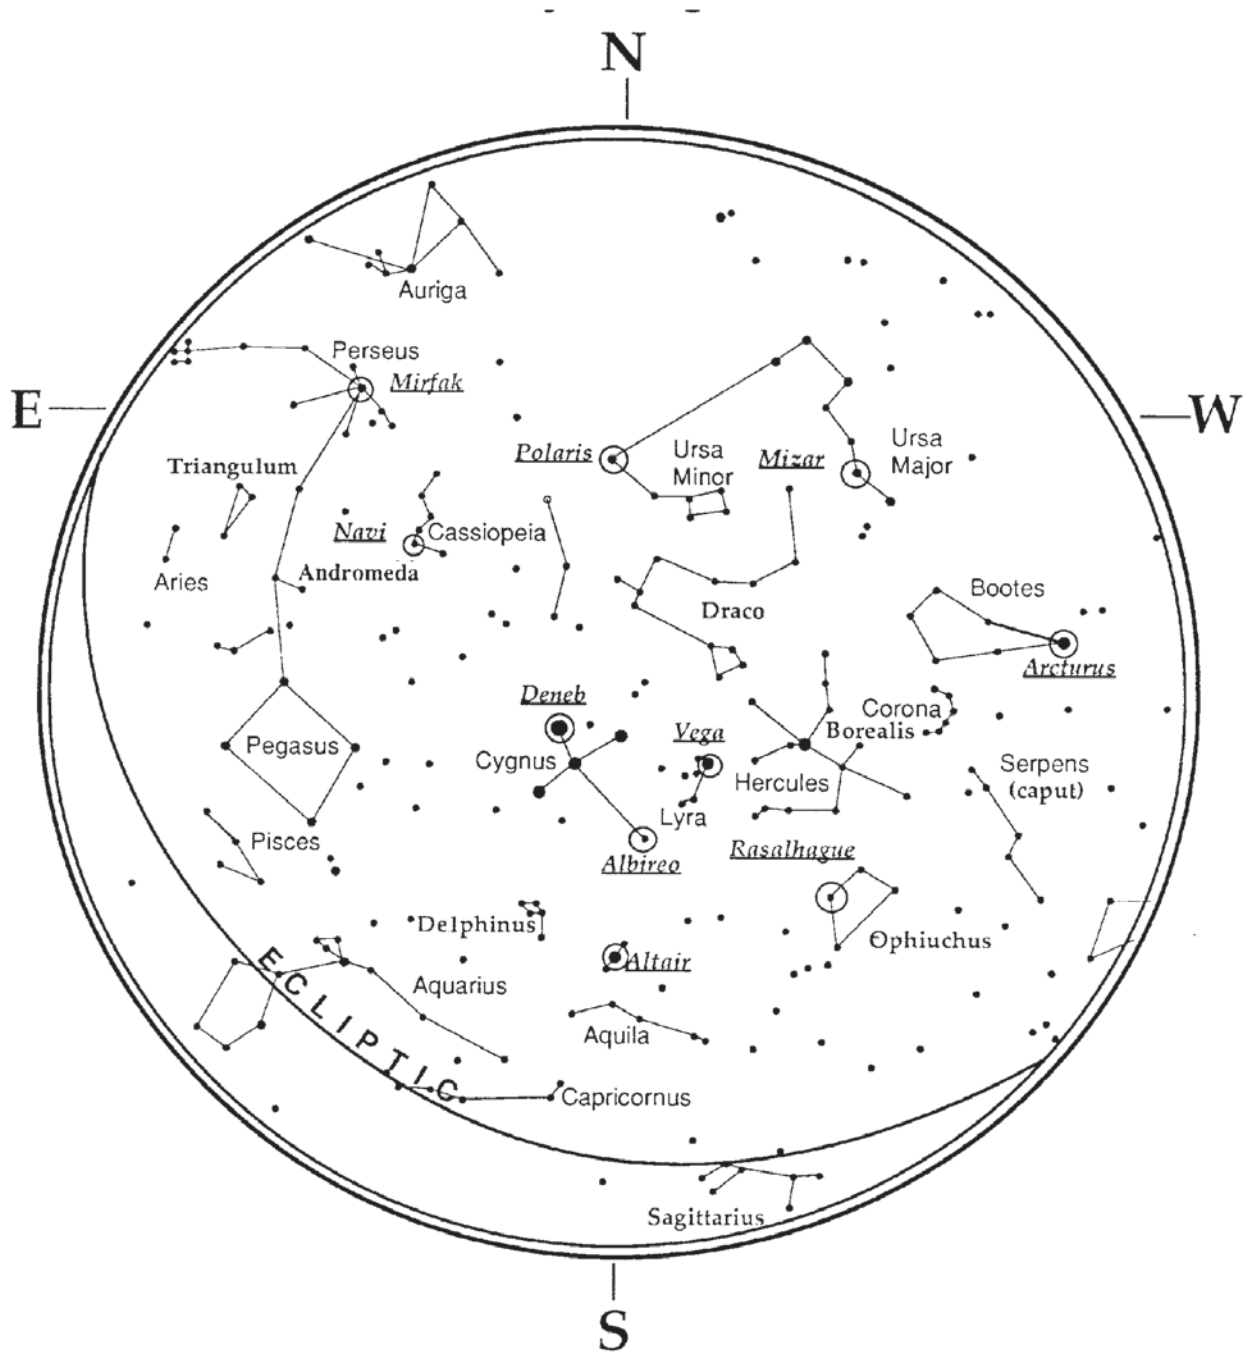 N
Auriga
Perseus
Mirfak
E
W
Triangulum
Polaris
Ursa
Minor
Mizar
Ursa
Major
Navi
Cassiopeia
Aries
Andromeda
Draco
Bootes
Arcturus
Deneb
Corona
Borealis
Pegasus
Cygnus
Vega
Hercules
Serpens
(caput)
Lyra
Pisces
Albireo
Rasalhague
Delphinus
Ophiuchus
Altair
ECLIPTIC
Aquarius
Aquila
Capricornus
Sagittarius
S